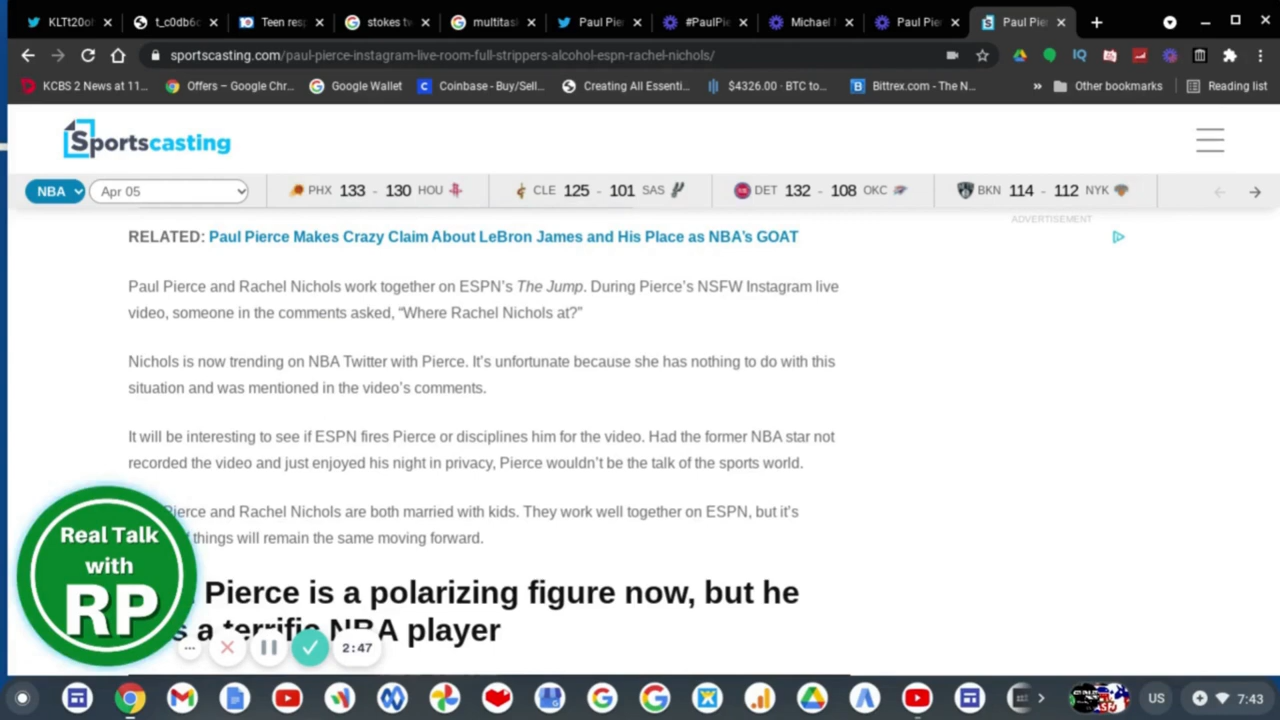 KLTt20oh
t_c0db6c
Teen res
stokes tw
multitas
Paul Pie
#PaulPie
Michael
Paul Pie
Paul Pie
sportscasting.com/paul-pierce-instagram-live-room-full-strippers-alcohol-espn-rachel-nichols/
KCBS 2 News at 11...
Offers – Google Chr...
Google Wallet
Coinbase - Buy/Sell...
Creating All Essenti...
$4326.00 · BTC to...
Bittrex.com - The N...
»
Other bookmarks
Reading list
Sportscasting
NBA
Apr 05
PHX 133 - 130 HOU
CLE 125 - 101 SAS
DET 132 - 108 OKC
BKN 114 - 112 NYK
ADVERTISEMENT
RELATED: Paul Pierce Makes Crazy Claim About LeBron James and His Place as NBA's GOAT
Paul Pierce and Rachel Nichols work together on ESPN's The Jump. During Pierce's NSFW Instagram live
video, someone in the comments asked, "Where Rachel Nichols at?"
Nichols is now trending on NBA Twitter with Pierce. It's unfortunate because she has nothing to do with this
situation and was mentioned in the video's comments.
It will be interesting to see if ESPN fires Pierce or disciplines him for the video. Had the former NBA star not
recorded the video and just enjoyed his night in privacy, Pierce wouldn't be the talk of the sports world.
Pierce and Rachel Nichols are both married with kids. They work well together on ESPN, but it's
things will remain the same moving forward.
Pierce is a polarizing figure now, but he
s a terrific NBA player
Real Talk
with
RP
2:47
US
7:43